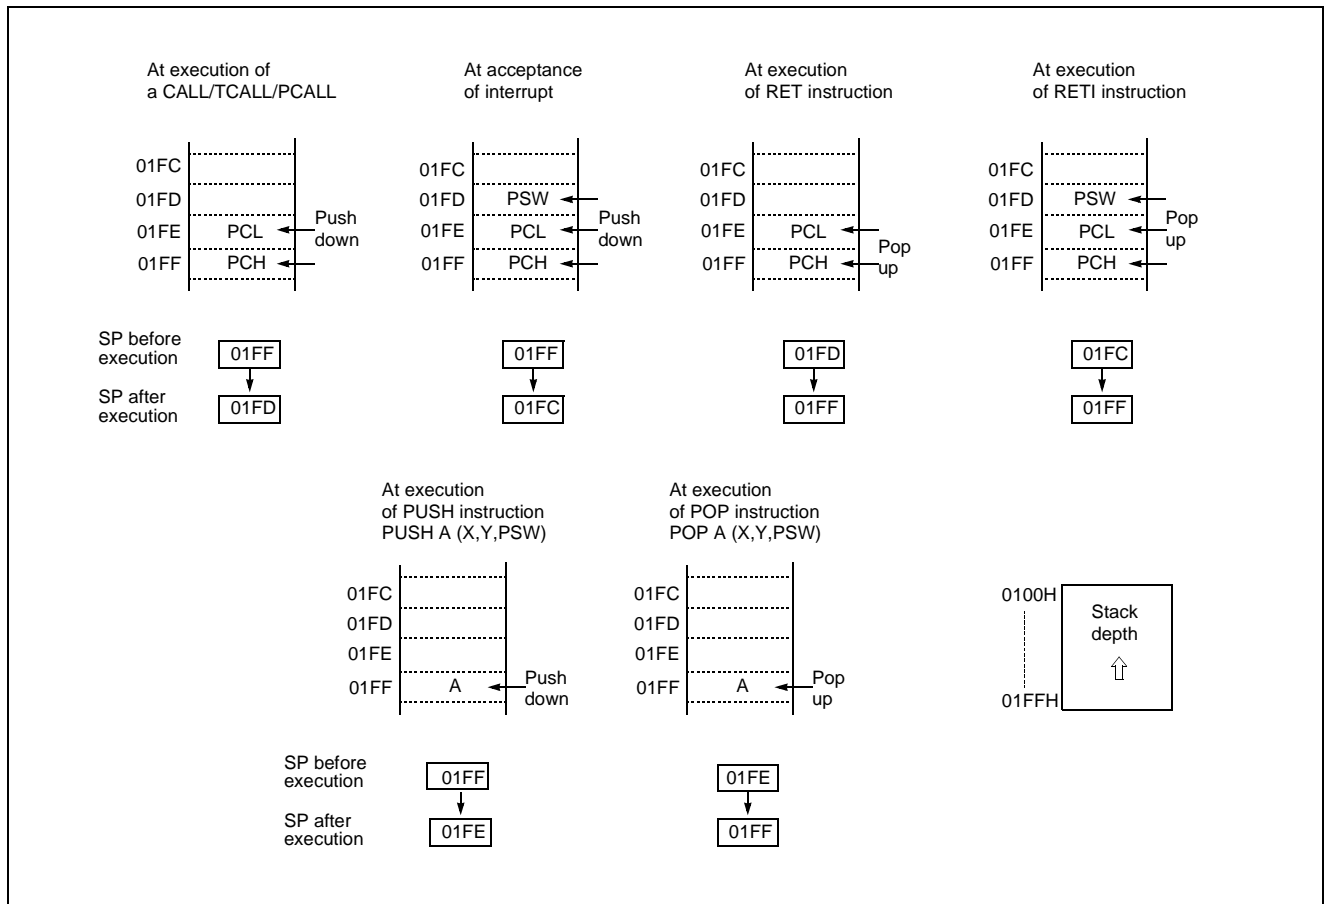 At execution of
a CALL/TCALL/PCALL
01FC
01FD
01FE PCL
01FF PCH
Push
down
SP before
execution
01FF
SP after
execution
01FD
At acceptance
of interrupt
01FC
01FD PSW
01FE PCL
01FF PCH
Push
down
01FF
01FC
At execution
of RET instruction
01FC
01FD
01FE PCL
01FF PCH
Pop
up
01FD
01FF
At execution
of RETI instruction
01FC
01FD PSW
01FE PCL
01FF PCH
Pop
up
01FC
01FF
At execution
of PUSH instruction
PUSH A (X,Y,PSW)
01FC
01FD
01FE
01FF A
Push
down
SP before
execution
01FF
SP after
execution
01FE
At execution
of POP instruction
POP A (X,Y,PSW)
01FC
01FD
01FE
01FF A
Pop
up
01FE
01FF
0100H
Stack
depth
01FFH